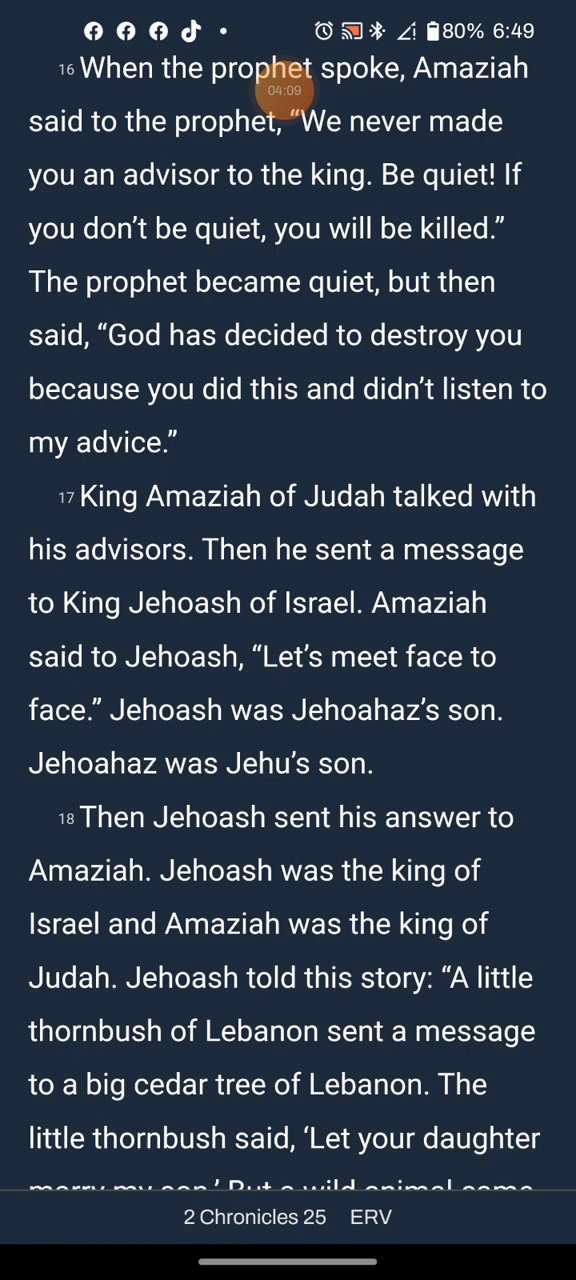 80% 6:49
16 When the prophet spoke, Amaziah
04:09
said to the prophet, “We never made
you an advisor to the king. Be quiet! If
you don’t be quiet, you will be killed.”
The prophet became quiet, but then
said, “God has decided to destroy you
because you did this and didn’t listen to
my advice.”
17 King Amaziah of Judah talked with
his advisors. Then he sent a message
to King Jehoash of Israel. Amaziah
said to Jehoash, “Let’s meet face to
face.” Jehoash was Jehoahaz’s son.
Jehoahaz was Jehu’s son.
18 Then Jehoash sent his answer to
Amaziah. Jehoash was the king of
Israel and Amaziah was the king of
Judah. Jehoash told this story: “A little
thornbush of Lebanon sent a message
to a big cedar tree of Lebanon. The
little thornbush said, ‘Let your daughter
marry my son.’ But a wild animal came
2 Chronicles 25 ERV